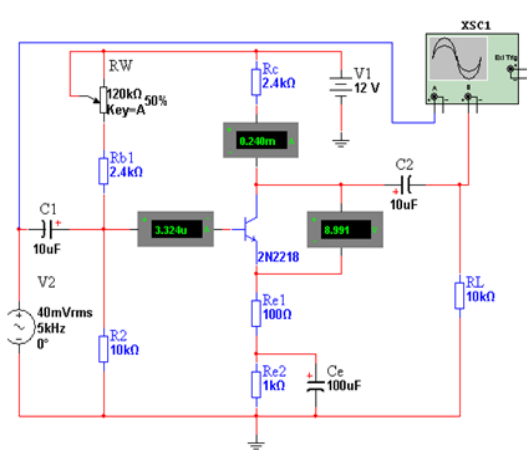 XSC1
Ext Trig
A
B
RW
120kΩ
50%
Key=A
Rc
2.4kΩ
V1
12 V
0.240m
A
Rb1
2.4kΩ
C1
10uF
3.324u
A
2N2218
8.991
C2
10uF
V2
40mVrms
5kHz
0°
R2
10kΩ
Re1
100Ω
Re2
1kΩ
Ce
100uF
RL
10kΩ